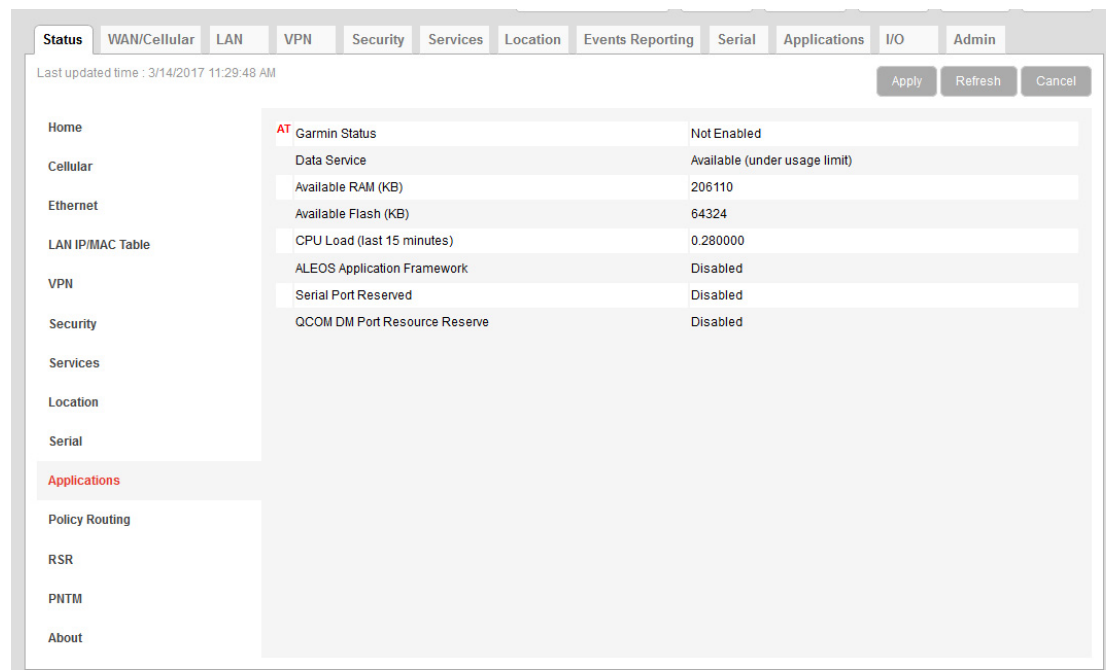 Status WAN/Cellular LAN VPN Security Services Location Events Reporting Serial Applications I/O Admin
Last updated time : 3/14/2017 11:29:48 AM
Apply Refresh Cancel
Home
Cellular
Ethernet
LAN IP/MAC Table
VPN
Security
Services
Location
Serial
Applications
Policy Routing
RSR
PNTM
About
AT Garmin Status Not Enabled
Data Service Available (under usage limit)
Available RAM (KB) 206110
Available Flash (KB) 64324
CPU Load (last 15 minutes) 0.280000
ALEOS Application Framework Disabled
Serial Port Reserved Disabled
QCOM DM Port Resource Reserve Disabled